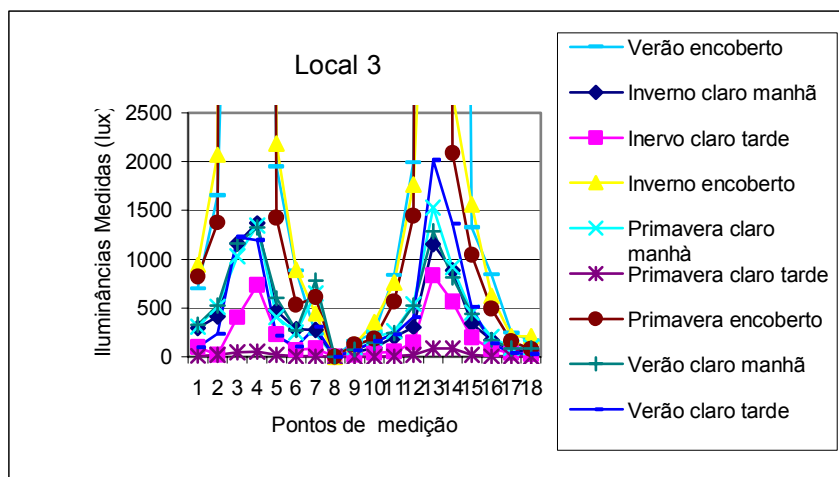 Local 3
Iluminâncias Medidas (lux)
2500
2000
1500
1000
500
0
1 2 3 4 5 6 7 8 9 10 11 12 13 14 15 16 17 18
Pontos de medição
Verão encoberto
Inverno claro manhã
Inervo claro tarde
Inverno encoberto
Primavera claro
manhà
Primavera claro tarde
Primavera encoberto
Verão claro manhã
Verão claro tarde